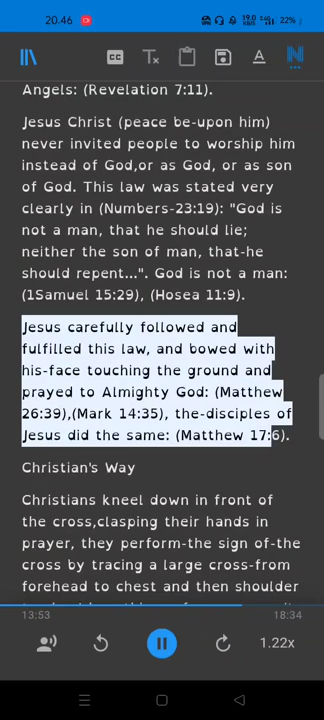 20.46
19.0
KB/s
22%
CC
Angels: (Revelation 7:11).
Jesus Christ (peace be-upon him)
never invited people to worship him
instead of God,or as God, or as son
of God. This law was stated very
clearly in (Numbers-23:19): "God is
not a man, that he should lie;
neither the son of man, that-he
should repent...". God is not a man:
(1Samuel 15:29), (Hosea 11:9).
Jesus carefully followed and
fulfilled this law, and bowed with
his-face touching the ground and
prayed to Almighty God: (Matthew
26:39),(Mark 14:35), the-disciples of
Jesus did the same: (Matthew 17:6).
Christian's Way
Christians kneel down in front of
the cross,clasping their hands in
prayer, they perform-the sign of-the
cross by tracing a large cross-from
forehead to chest and then shoulder
13:53
18:34
1.22x